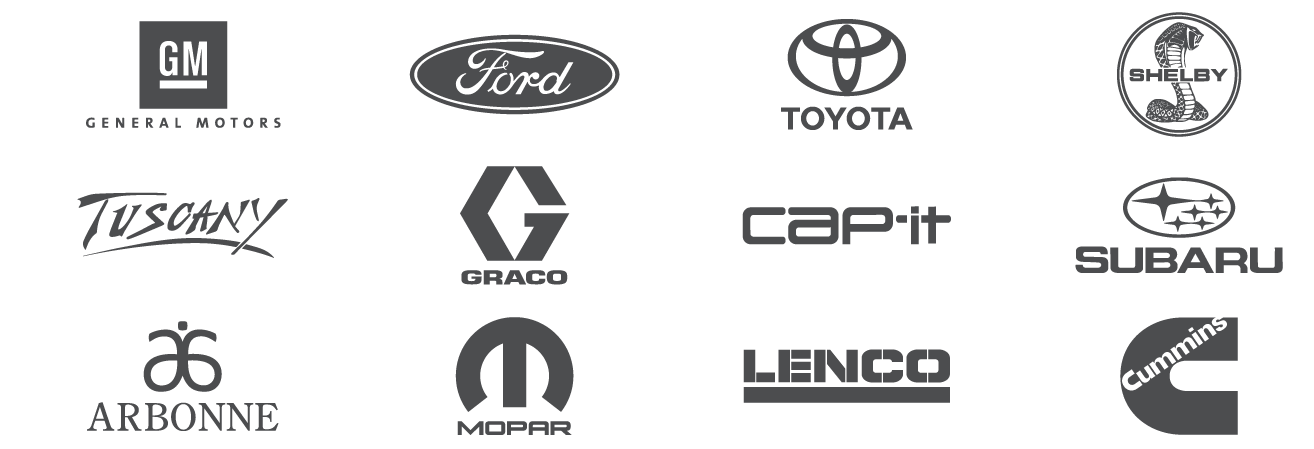 GM
GENERAL MOTORS
Ford
TOYOTA
SHELBY
TUSCANY
GRACO
cap-it
SUBARU
ARBONNE
MOPAR
LENCO
Cummins